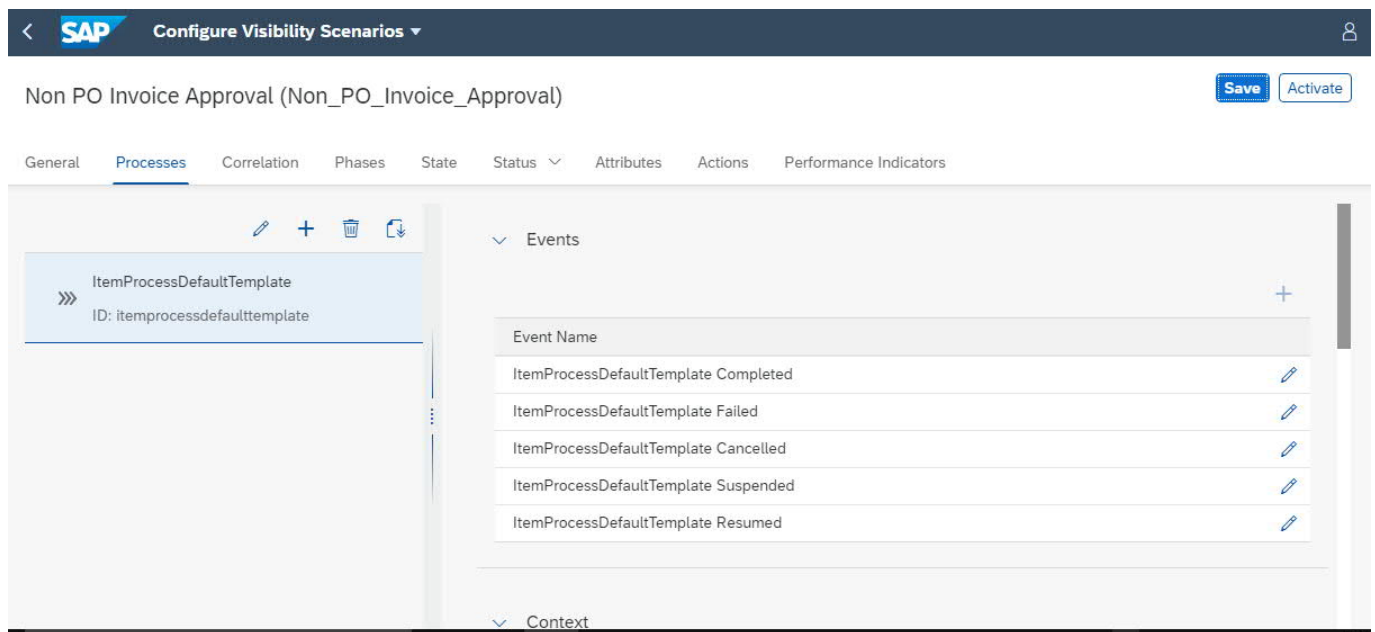 SAP Configure Visibility Scenarios
Non PO Invoice Approval (Non_PO_Invoice_Approval)
Save Activate
General Processes Correlation Phases State Status Attributes Actions Performance Indicators
Events
ItemProcessDefaultTemplate
ID: itemprocessdefaulttemplate
Event Name
ItemProcessDefaultTemplate Completed
ItemProcessDefaultTemplate Failed
ItemProcessDefaultTemplate Cancelled
ItemProcessDefaultTemplate Suspended
ItemProcessDefaultTemplate Resumed
Context